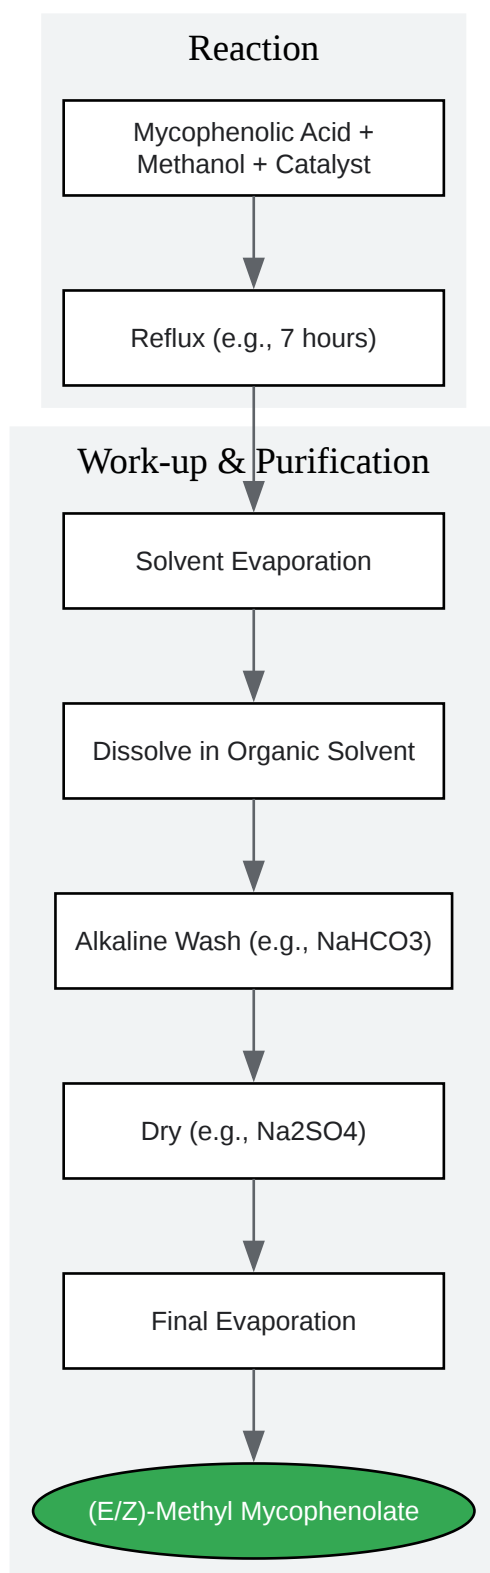 Reaction
Mycophenolic Acid +
Methanol + Catalyst
Reflux (e.g., 7 hours)
Work-up & Purification
Solvent Evaporation
Dissolve in Organic Solvent
Alkaline Wash (e.g., NaHCO3)
Dry (e.g., Na2SO4)
Final Evaporation
(E/Z)-Methyl Mycophenolate